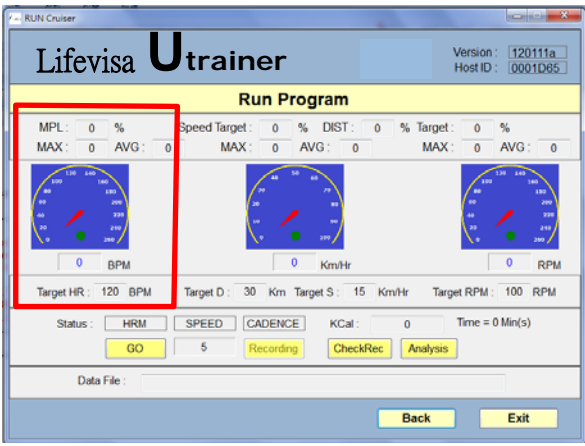 RUN Cruiser
Lifevisa Utrainer
Version : 120111a
Host ID : 0001D65
Run Program
MPL : 0 % Speed Target : 0 % DIST : 0 % Target : 0 %
MAX : 0 AVG : 0 MAX : 0 AVG : 0 MAX : 0 AVG : 0
0 BPM 0 Km/Hr 0 RPM
Target HR : 120 BPM Target D : 30 Km Target S : 15 Km/Hr Target RPM : 100 RPM
Status : HRM SPEED CADENCE KCal : 0 Time = 0 Min(s)
GO 5 Recording CheckRec Analysis
Data File :
Back Exit